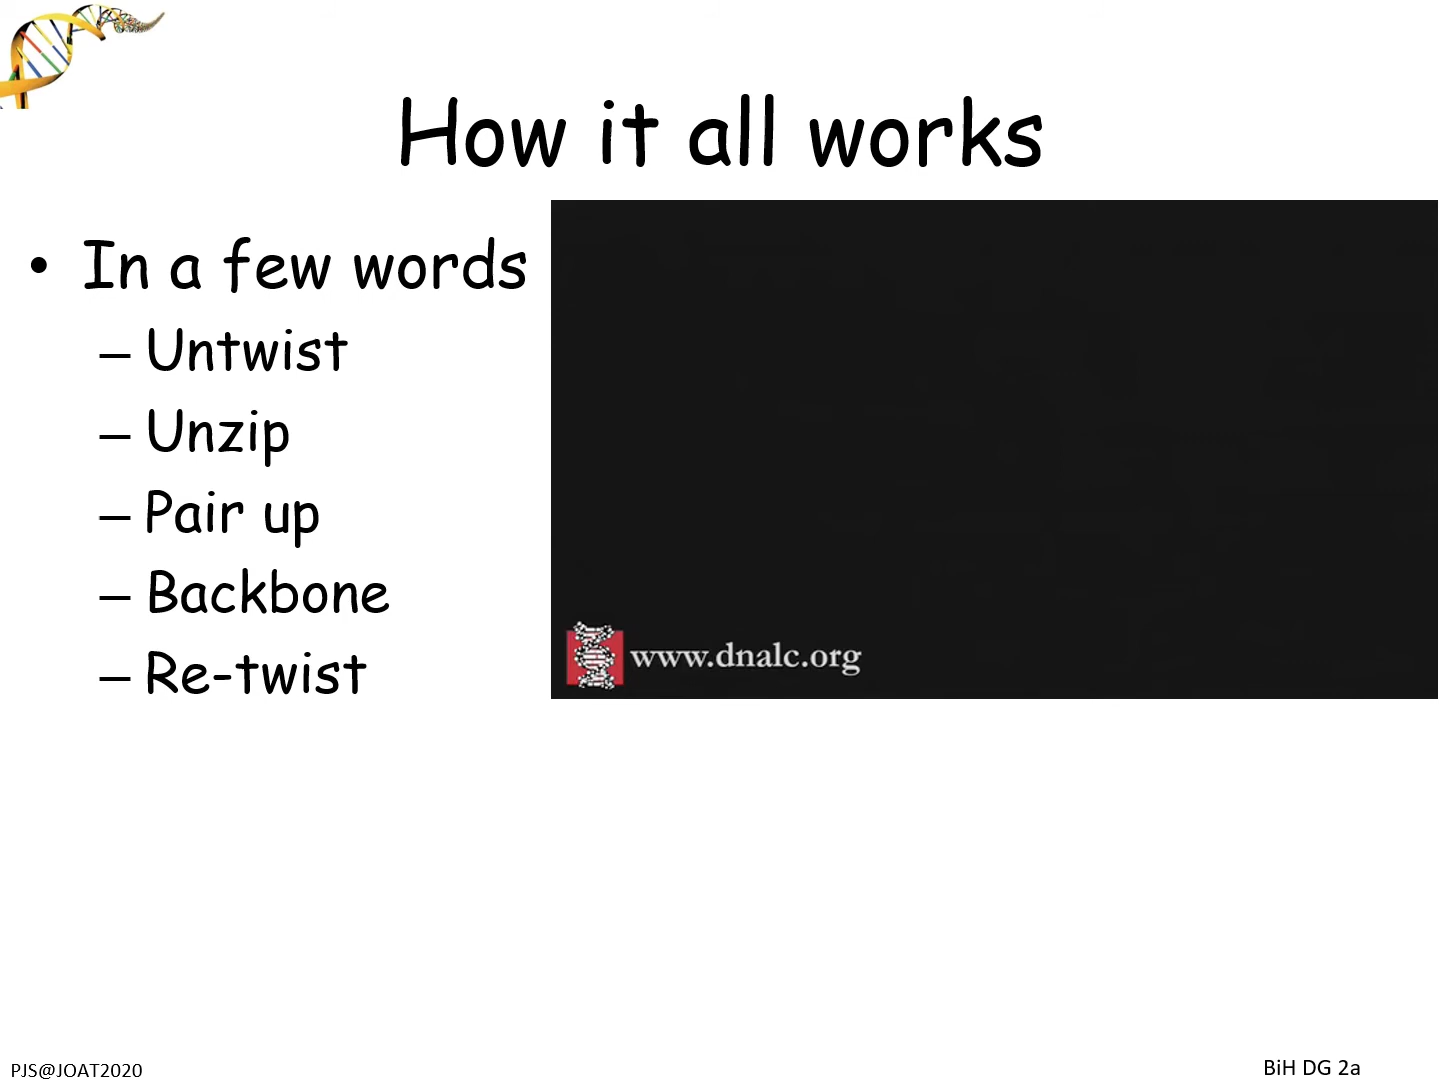 How it all works
• In a few words
– Untwist
– Unzip
– Pair up
– Backbone
– Re-twist
www.dnalc.org
PJS@JOAT2020
BiH DG 2a